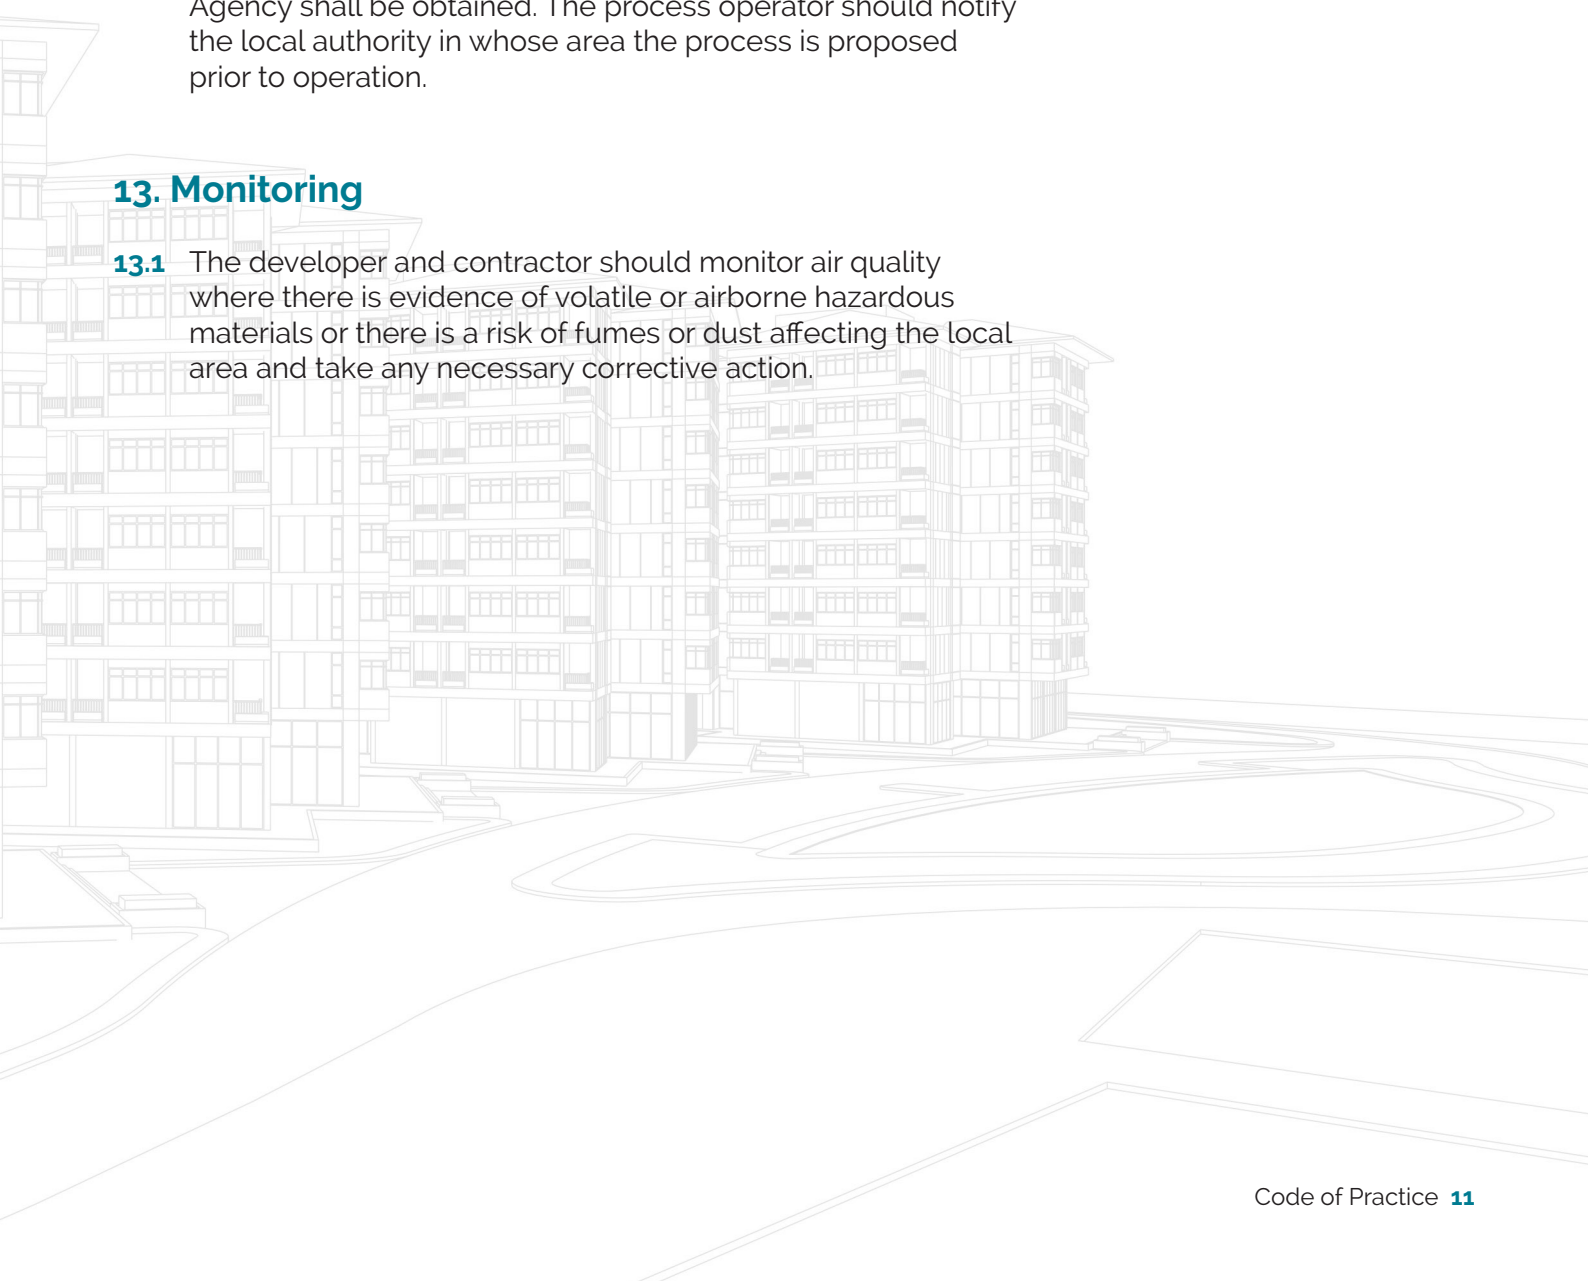 Agency shall be obtained. The process operator should notify
the local authority in whose area the process is proposed
prior to operation.
13. Monitoring
13.1 The developer and contractor should monitor air quality
where there is evidence of volatile or airborne hazardous
materials or there is a risk of fumes or dust affecting the local
area and take any necessary corrective action.
Code of Practice 11